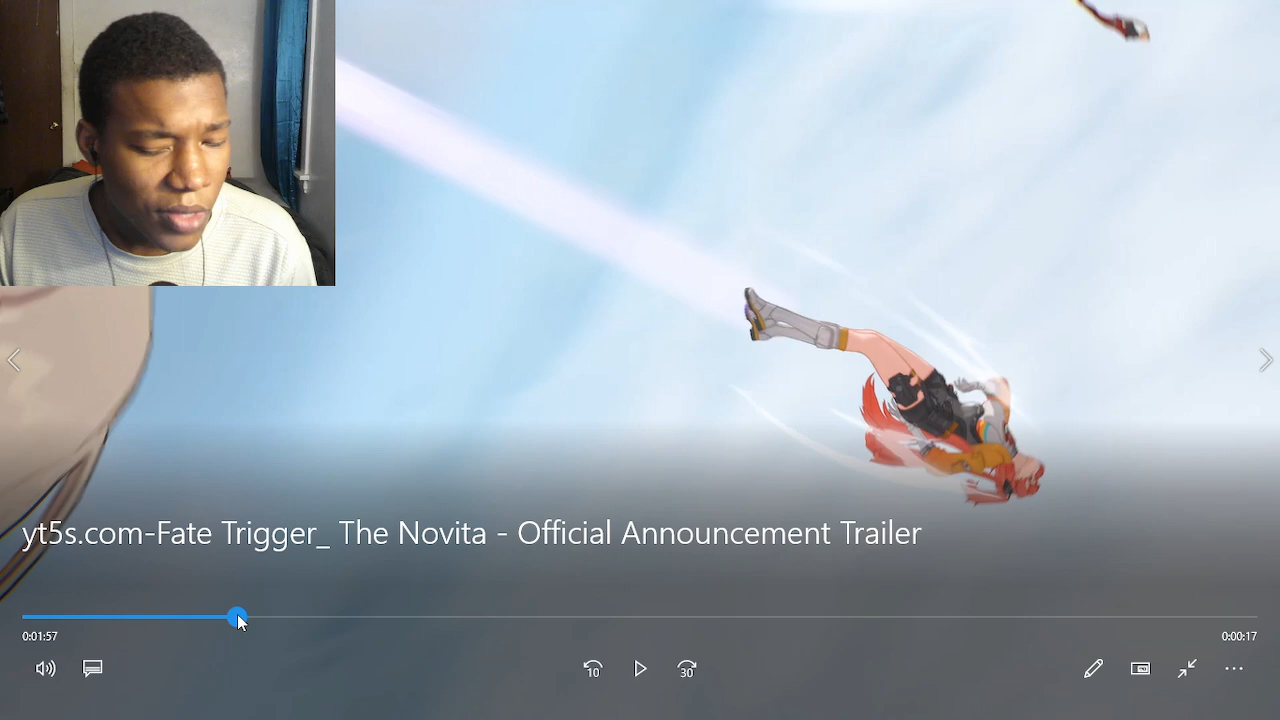 yt5s.com-Fate Trigger_ The Novita - Official Announcement Trailer
0:01:57
0:00:17
10
30